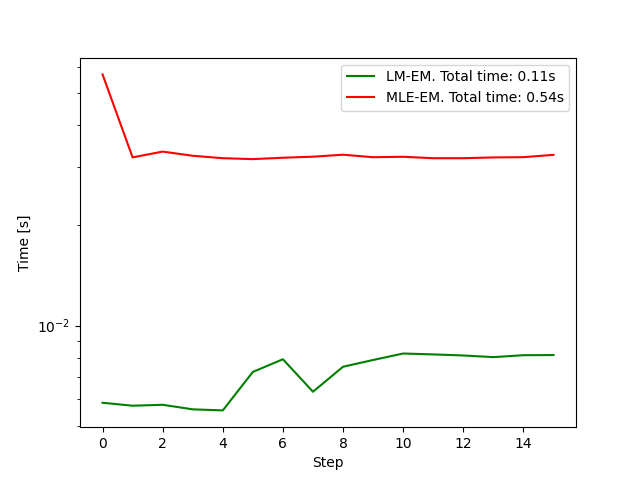 LM-EM. Total time: 0.11s
MLE-EM. Total time: 0.54s
Time [s]
10⁻²
0 2 4 6 8 10 12 14
Step